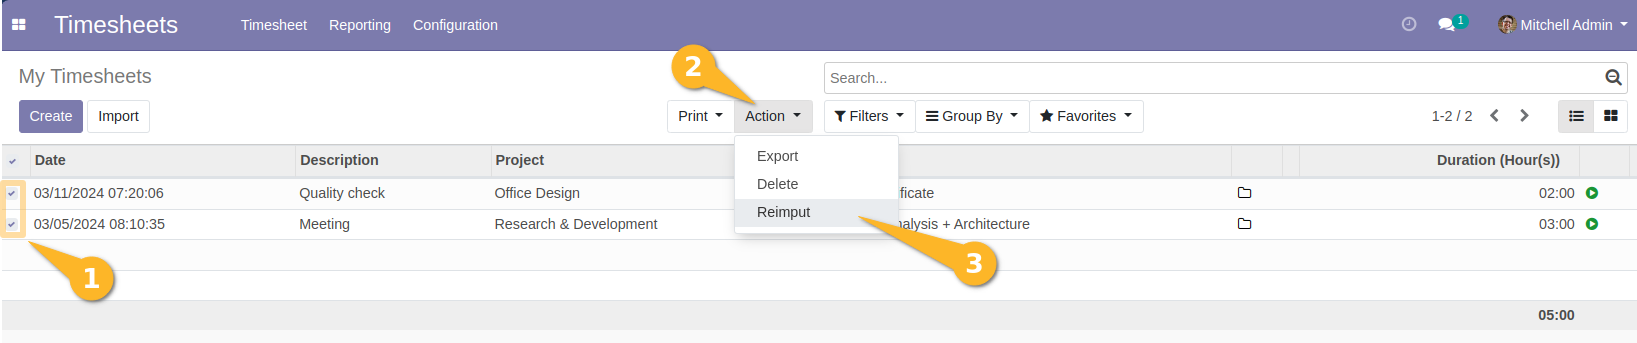 Timesheets Timesheet Reporting Configuration 1 Mitchell Admin
My Timesheets 2 Search...
Create Import Print Action Filters Group By Favorites 1-2 / 2
Date Description Project Export Duration (Hour(s))
Delete
03/11/2024 07:20:06 Quality check Office Design ificate 02:00
Reimput
03/05/2024 08:10:35 Meeting Research & Development nalysis + Architecture 03:00
1 3
05:00